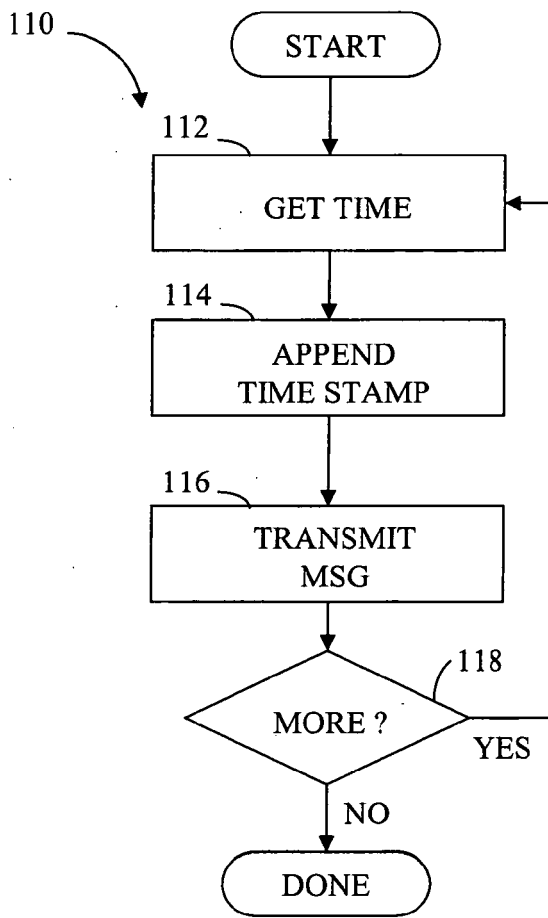 110
START
112
GET TIME
114
APPEND
TIME STAMP
116
TRANSMIT
MSG
118
MORE ?
YES
NO
DONE